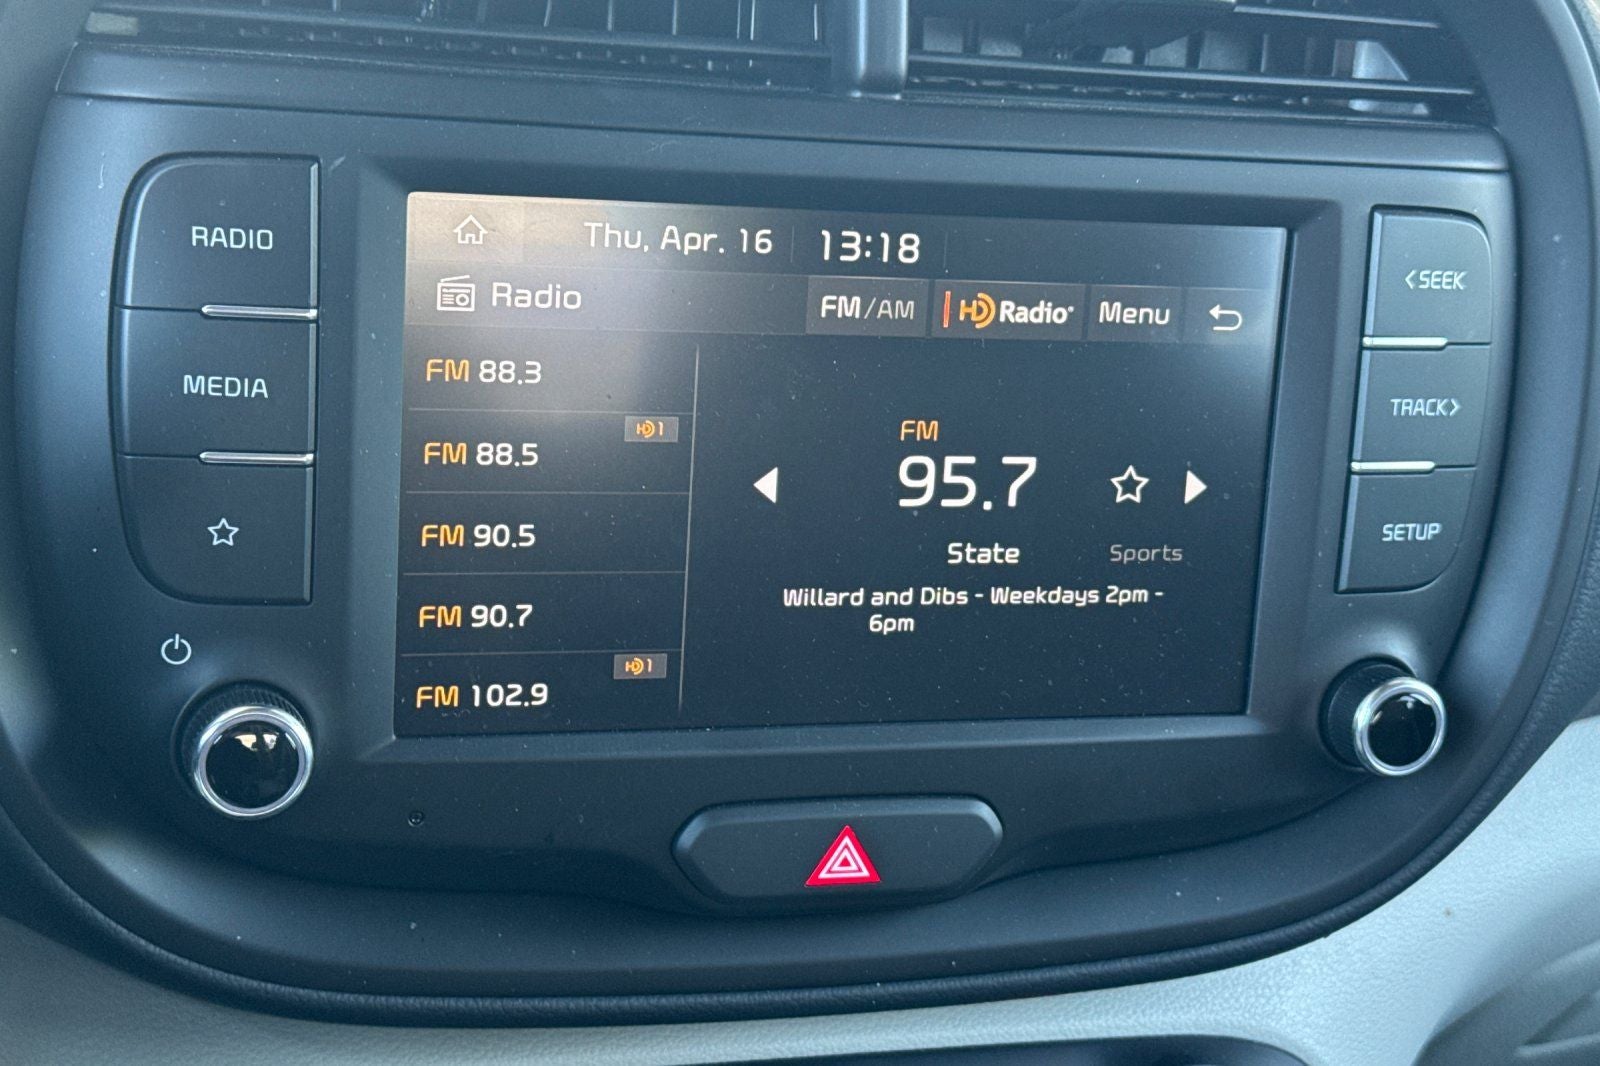 RADIO
MEDIA
Thu, Apr. 16 13:18
Radio
FM/AM HD Radio® Menu
FM 88.3
FM 88.5 HD1
FM 90.5
FM 90.7
FM 102.9 HD1
FM
95.7
State Sports
Willard and Dibs - Weekdays 2pm -
6pm
<SEEK
TRACK>
SETUP